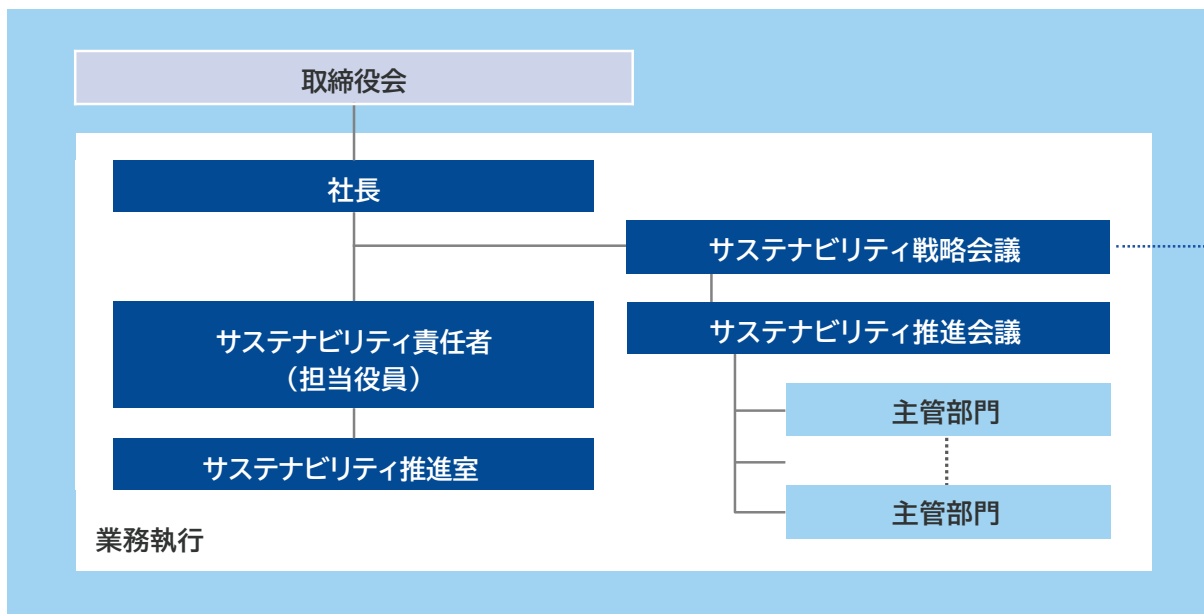 取締役会
社長
サステナビリティ戦略会議
サステナビリティ責任者
（担当役員）
サステナビリティ推進会議
主管部門
サステナビリティ推進室
主管部門
業務執行